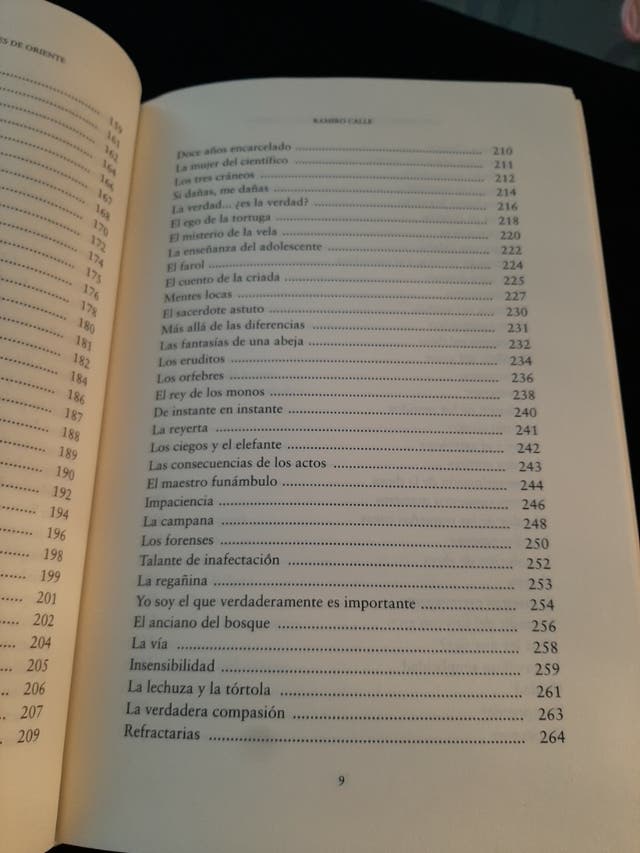 ES DE ORIENTE
159
161
162
164
166
167
168
170
172
174
175
176
178
180
181
182
184
186
187
188
189
190
192
194
196
198
199
201
202
204
205
206
207
209
RAMIRO CALLE
Doce años encarcelado 210
La mujer del científico 211
Los tres cráneos 212
Si dañas, me dañas 214
La verdad... ¿es la verdad? 216
El ego de la tortuga 218
El misterio de la vela 220
La enseñanza del adolescente 222
El farol 224
El cuento de la criada 225
Mentes locas 227
El sacerdote astuto 230
Más allá de las diferencias 231
Las fantasías de una abeja 232
Los eruditos 234
Los orfebres 236
El rey de los monos 238
De instante en instante 240
La reyerta 241
Los ciegos y el elefante 242
Las consecuencias de los actos 243
El maestro funámbulo 244
Impaciencia 246
La campana 248
Los forenses 250
Talante de inafectación 252
La regañina 253
Yo soy el que verdaderamente es importante 254
El anciano del bosque 256
La vía 258
Insensibilidad 259
La lechuza y la tórtola 261
La verdadera compasión 263
Refractarias 264
9